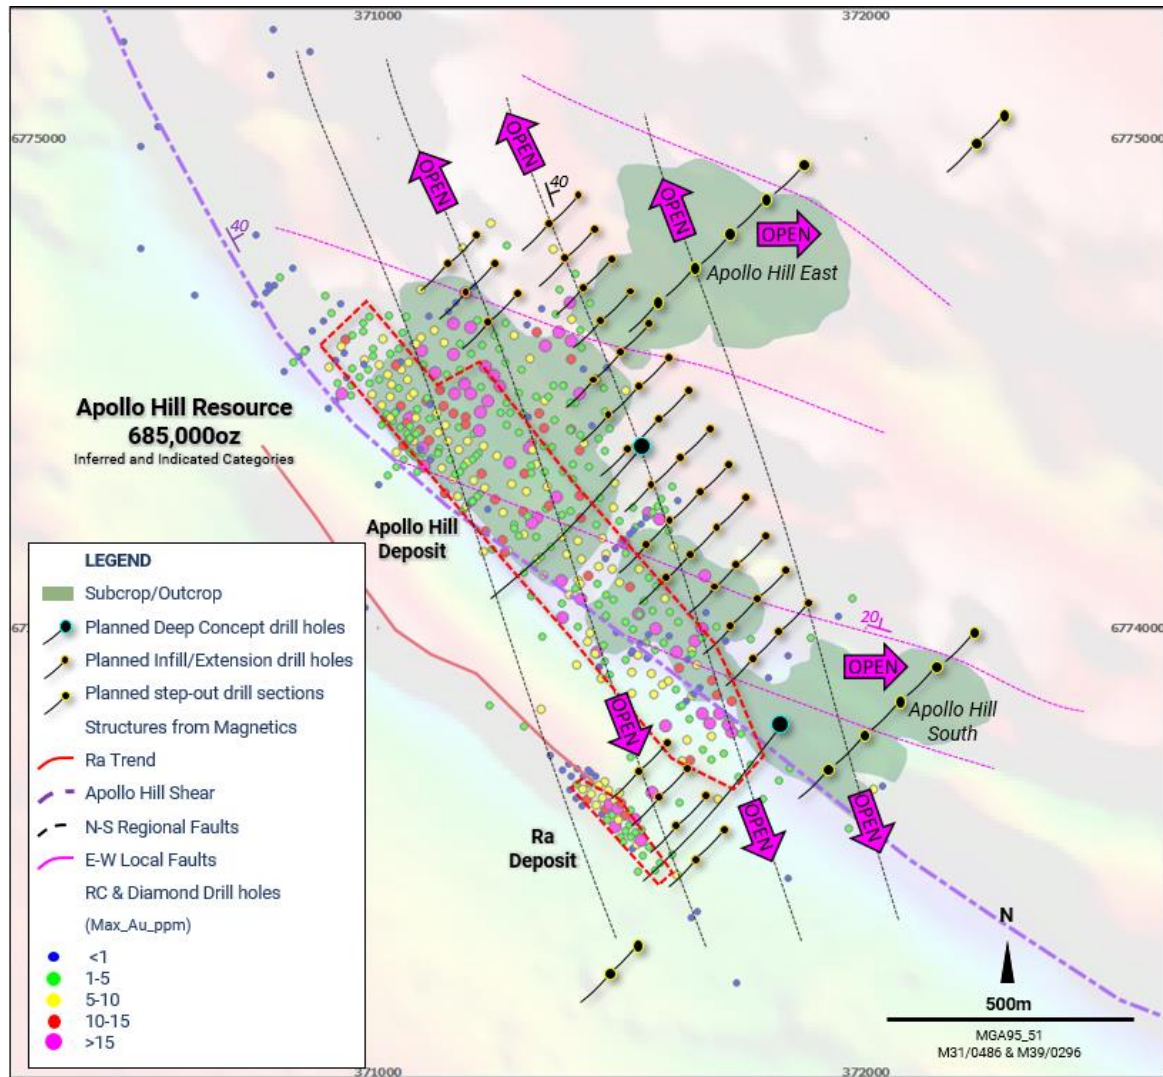 371000
372000
6775000
6775000
OPEN
OPEN
OPEN
40
40
OPEN
Apollo Hill East
Apollo Hill Resource
685,000oz
Inferred and Indicated Categories
Apollo Hill
Deposit
6774000
20
OPEN
Apollo Hill
South
OPEN
OPEN
OPEN
Ra
Deposit
LEGEND
Subcrop/Outcrop
Planned Deep Concept drill holes
Planned Infill/Extension drill holes
Planned step-out drill sections
Structures from Magnetics
Ra Trend
Apollo Hill Shear
N-S Regional Faults
E-W Local Faults
RC & Diamond Drill holes
(Max_Au_ppm)
<1
1-5
5-10
10-15
>15
N
500m
MGA95_51
M31/0486 & M39/0296
371000
372000